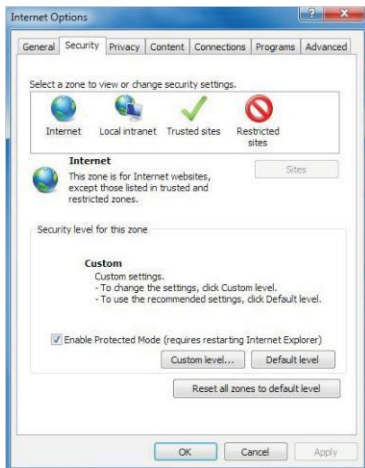 Internet Options
General Security Privacy Content Connections Programs Advanced
Select a zone to view or change security settings.
Internet Local intranet Trusted sites Restricted sites
Internet
This zone is for Internet websites,
except those listed in trusted and
restricted zones.
Sites
Security level for this zone
Custom
Custom settings.
- To change the settings, click Custom level.
- To use the recommended settings, click Default level.
Enable Protected Mode (requires restarting Internet Explorer)
Custom level... Default level
Reset all zones to default level
OK Cancel Apply